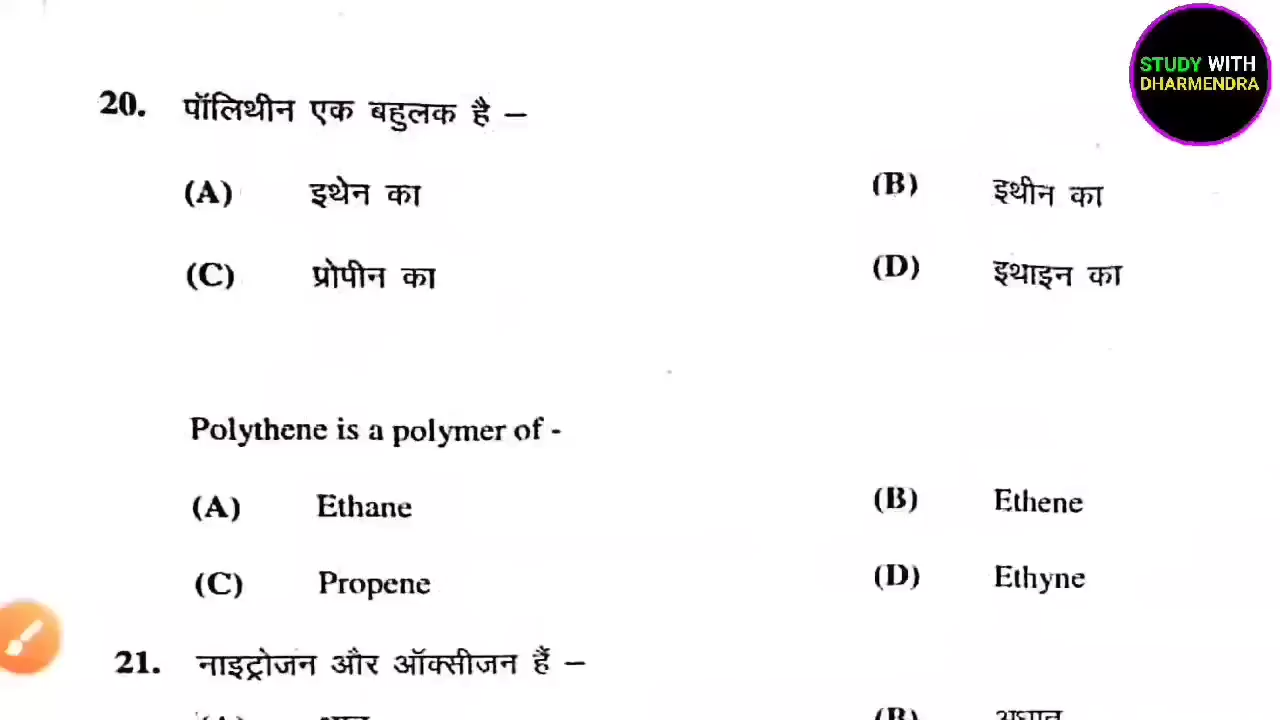 STUDY WITH
DHARMENDRA
20. पॉलिथीन एक बहुलक है –
(A) इथेन का (B) इथीन का
(C) प्रोपीन का (D) इथाइन का
Polythene is a polymer of -
(A) Ethane (B) Ethene
(C) Propene (D) Ethyne
21. नाइट्रोजन और ऑक्सीजन हैं –